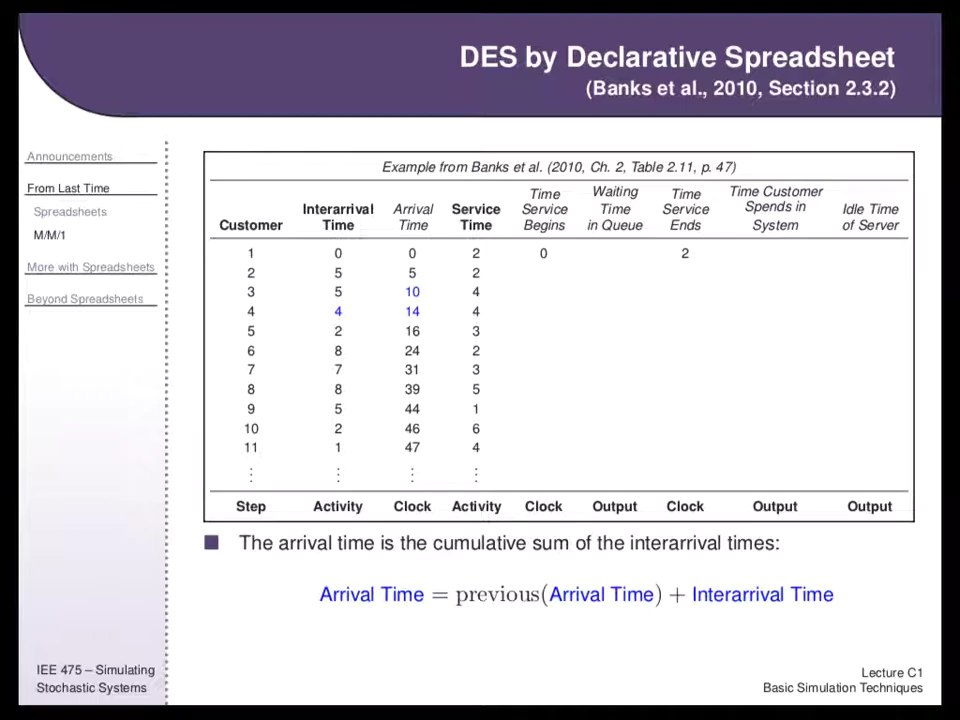 DES by Declarative Spreadsheet
(Banks et al., 2010, Section 2.3.2)
Announcements
From Last Time
Spreadsheets
M/M/1
More with Spreadsheets
Beyond Spreadsheets
Example from Banks et al. (2010, Ch. 2, Table 2.11, p. 47)
Customer Interarrival Time Arrival Time Service Time Time Service Begins Waiting Time in Queue Time Service Ends Time Customer Spends in System Idle Time of Server
1 0 0 2 0 2
2 5 5 2
3 5 10 4
4 4 14 4
5 2 16 3
6 8 24 2
7 7 31 3
8 8 39 5
9 5 44 1
10 2 46 6
11 1 47 4
⋮ ⋮ ⋮ ⋮
Step Activity Clock Activity Clock Output Clock Output Output
The arrival time is the cumulative sum of the interarrival times:
Arrival Time = previous(Arrival Time) + Interarrival Time
IEE 475 – Simulating
Stochastic Systems
Lecture C1
Basic Simulation Techniques